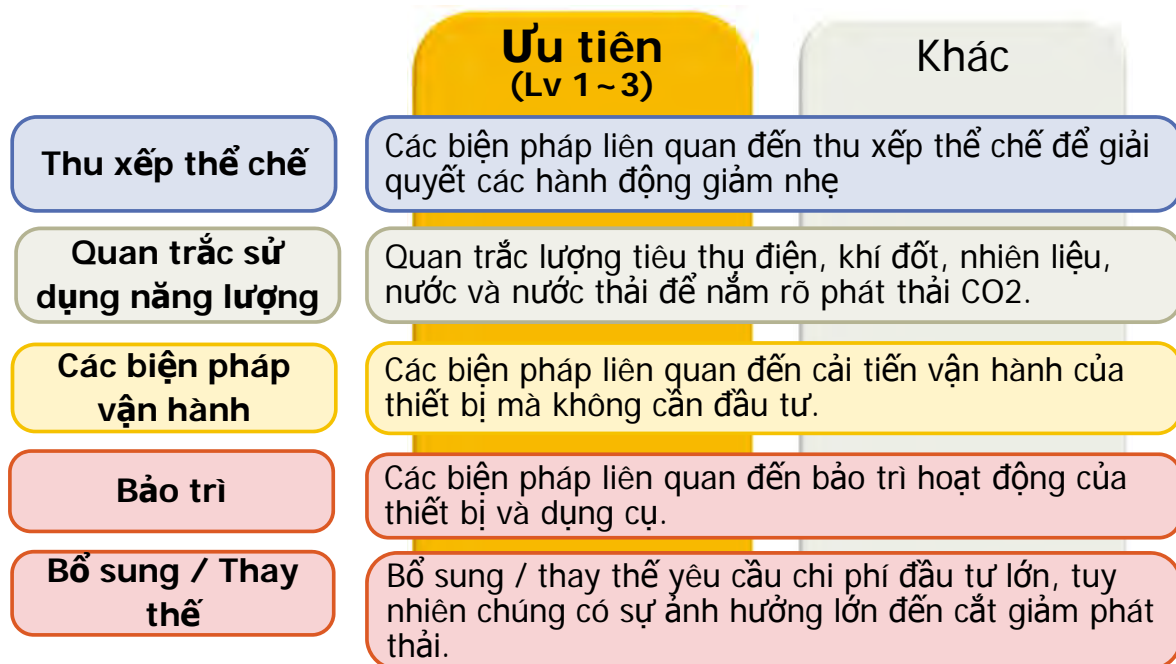 Ưu tiên
(Lv 1~3)
Khác
Thu xếp thể chế
Các biện pháp liên quan đến thu xếp thể chế để giải
quyết các hành động giảm nhẹ
Quan trắc sử
dụng năng lượng
Quan trắc lượng tiêu thụ điện, khí đốt, nhiên liệu,
nước và nước thải để nắm rõ phát thải CO2.
Các biện pháp
vận hành
Các biện pháp liên quan đến cải tiến vận hành của
thiết bị mà không cần đầu tư.
Bảo trì
Các biện pháp liên quan đến bảo trì hoạt động của
thiết bị và dụng cụ.
Bổ sung / Thay
thế
Bổ sung / thay thế yêu cầu chi phí đầu tư lớn, tuy
nhiên chúng có sự ảnh hưởng lớn đến cắt giảm phát
thải.